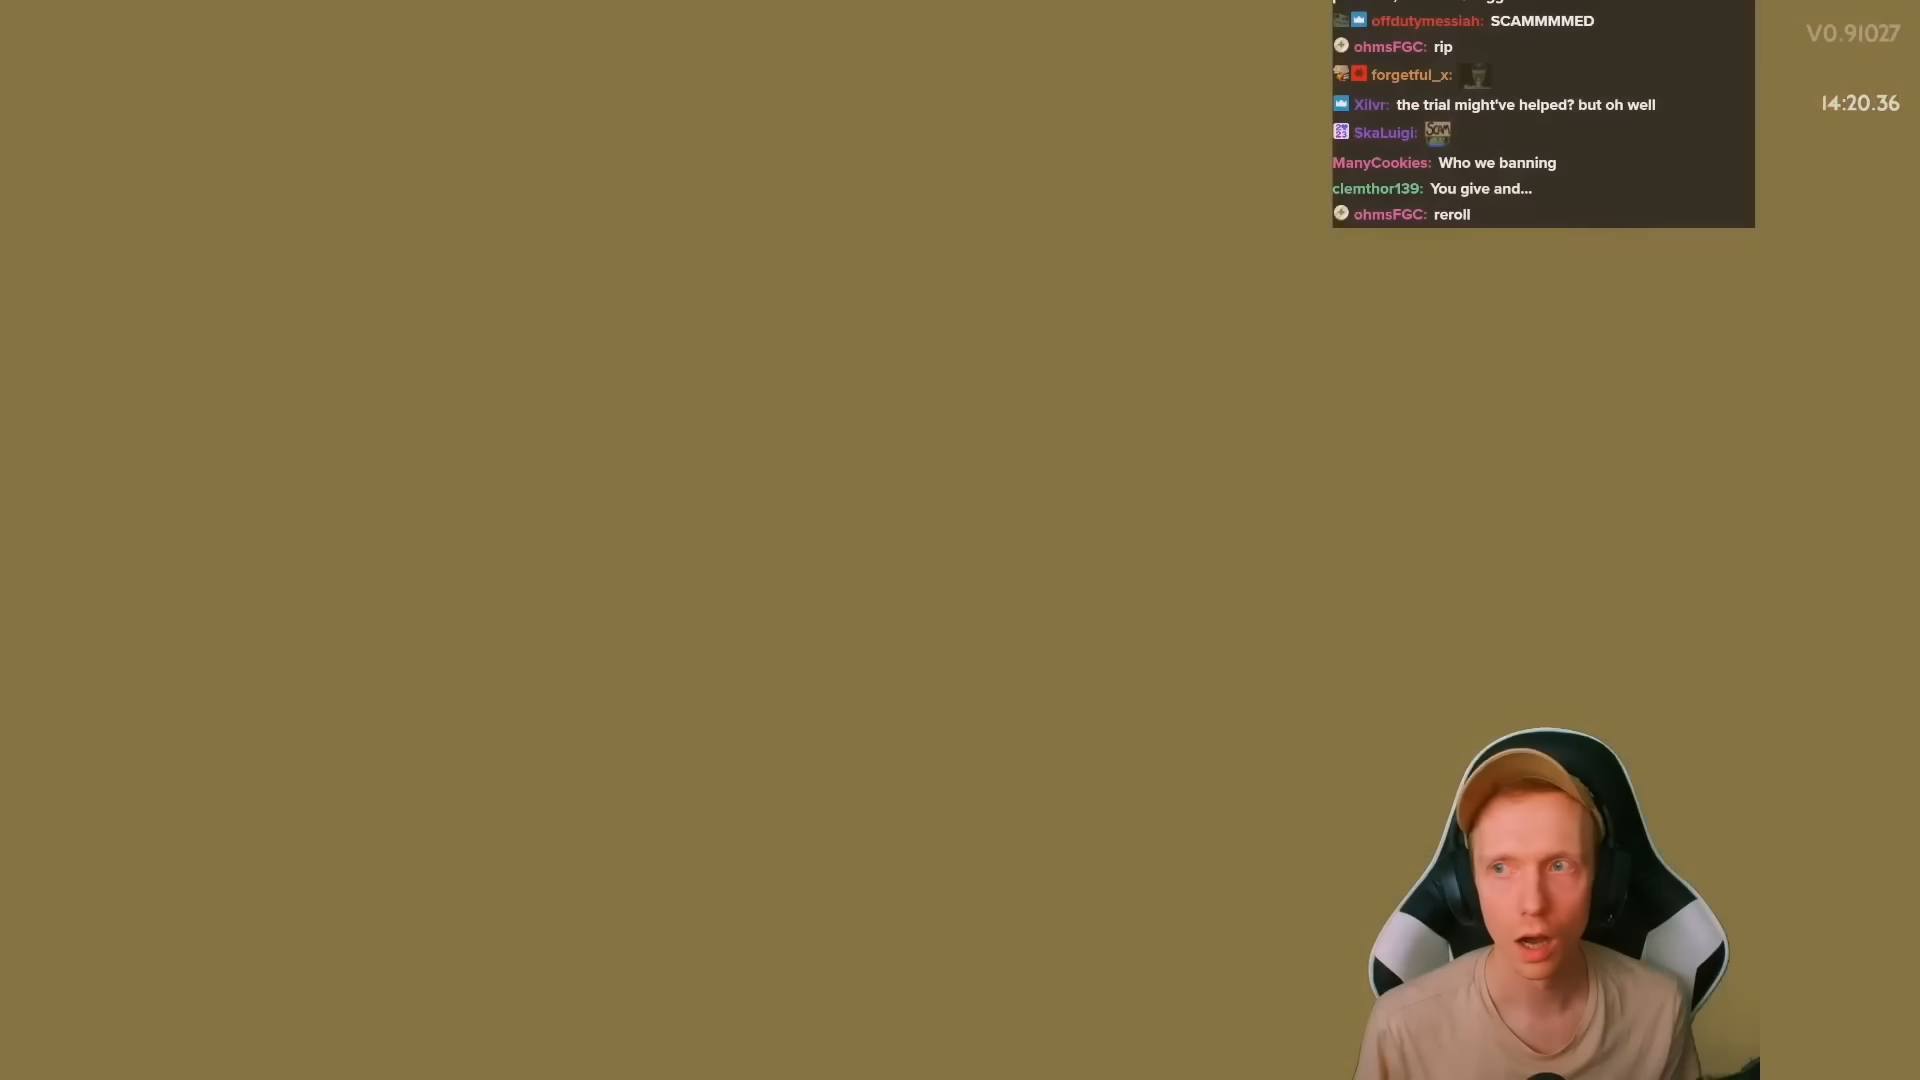 offdutymessiah: SCAMMMMED
ohmsFGC: rip
forgetful_x:
Xilvr: the trial might've helped? but oh well
SkaLuigi: SCAM
ManyCookies: Who we banning
clemthor139: You give and...
ohmsFGC: reroll
V0.91027
14:20.36